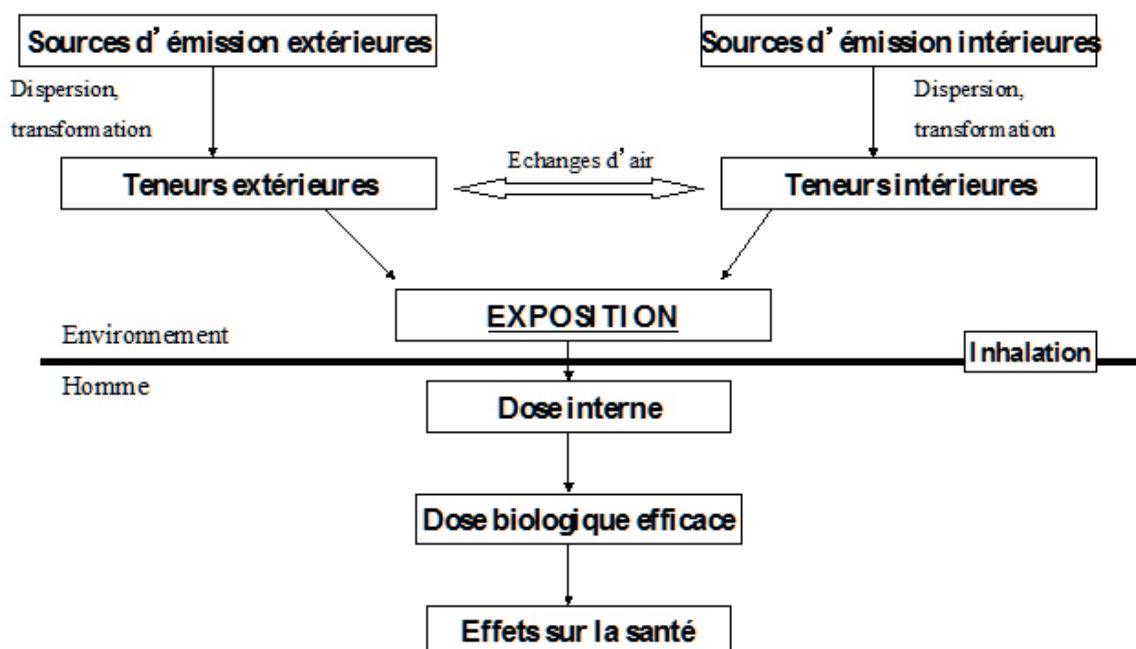 Sources d'émission extérieures
Sources d'émission intérieures
Dispersion,
transformation
Dispersion,
transformation
Echanges d'air
Teneurs extérieures
Teneurs intérieures
EXPOSITION
Environnement
Inhalation
Homme
Dose interne
Dose biologique efficace
Effets sur la santé